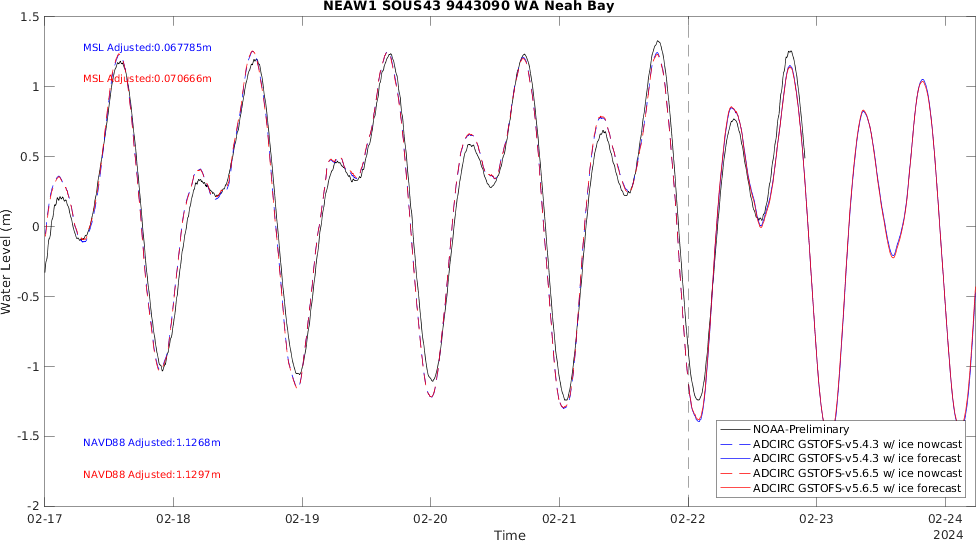 NEAW1 SOUS43 9443090 WA Neah Bay
1.5
1
0.5
0
-0.5
-1
-1.5
-2
Water Level (m)
MSL Adjusted:0.067785m
MSL Adjusted:0.070666m
NAVD88 Adjusted:1.1268m
NAVD88 Adjusted:1.1297m
NOAA-Preliminary
ADCIRC GSTOFS-v5.4.3 w/ ice nowcast
ADCIRC GSTOFS-v5.4.3 w/ ice forecast
ADCIRC GSTOFS-v5.6.5 w/ ice nowcast
ADCIRC GSTOFS-v5.6.5 w/ ice forecast
02-17 02-18 02-19 02-20 02-21 02-22 02-23 02-24
Time
2024